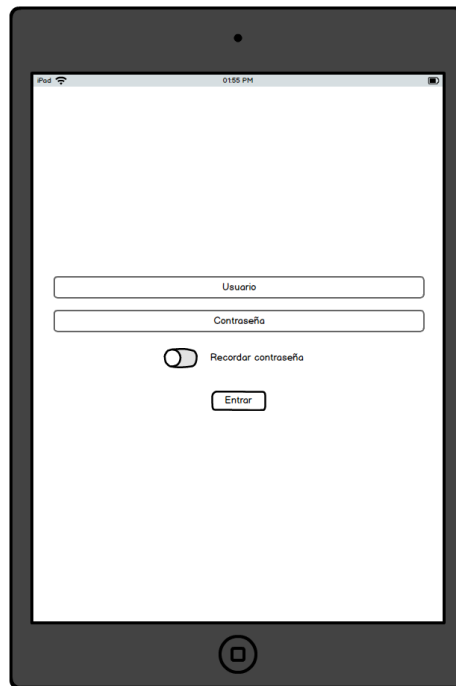 iPad 01:55 PM
Usuario
Contraseña
Recordar contraseña
Entrar